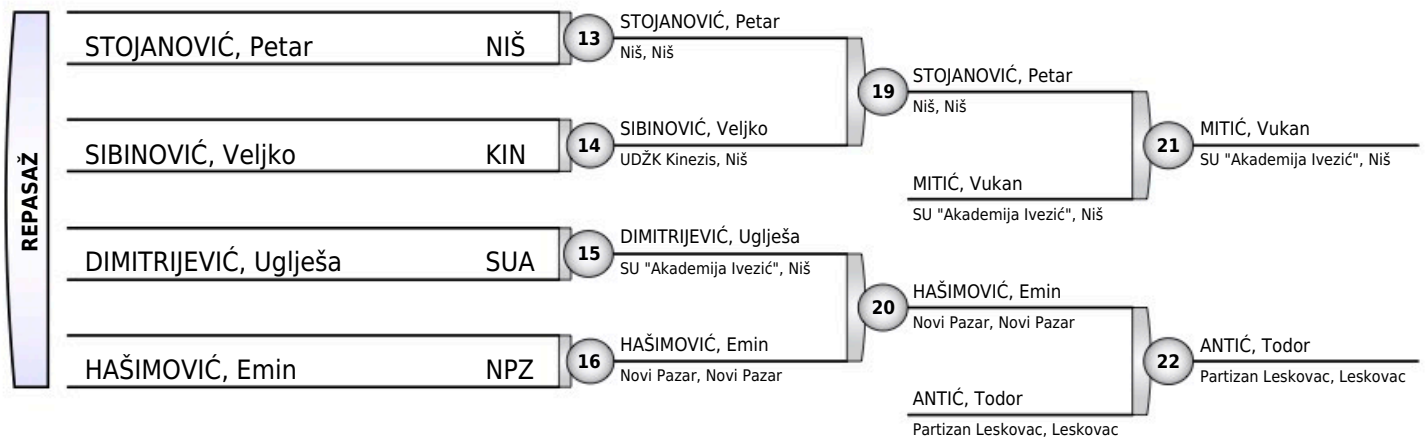 REPASAŽ
STOJANOVIĆ, Petar NIŠ
SIBINOVIĆ, Veljko KIN
DIMITRIJEVIĆ, Uglješa SUA
HAŠIMOVIĆ, Emin NPZ
13
STOJANOVIĆ, Petar
Niš, Niš
14
SIBINOVIĆ, Veljko
UDŽK Kinezis, Niš
15
DIMITRIJEVIĆ, Uglješa
SU "Akademija Ivezić", Niš
16
HAŠIMOVIĆ, Emin
Novi Pazar, Novi Pazar
19
STOJANOVIĆ, Petar
Niš, Niš
MITIĆ, Vukan
SU "Akademija Ivezić", Niš
20
HAŠIMOVIĆ, Emin
Novi Pazar, Novi Pazar
ANTIĆ, Todor
Partizan Leskovac, Leskovac
21
MITIĆ, Vukan
SU "Akademija Ivezić", Niš
22
ANTIĆ, Todor
Partizan Leskovac, Leskovac